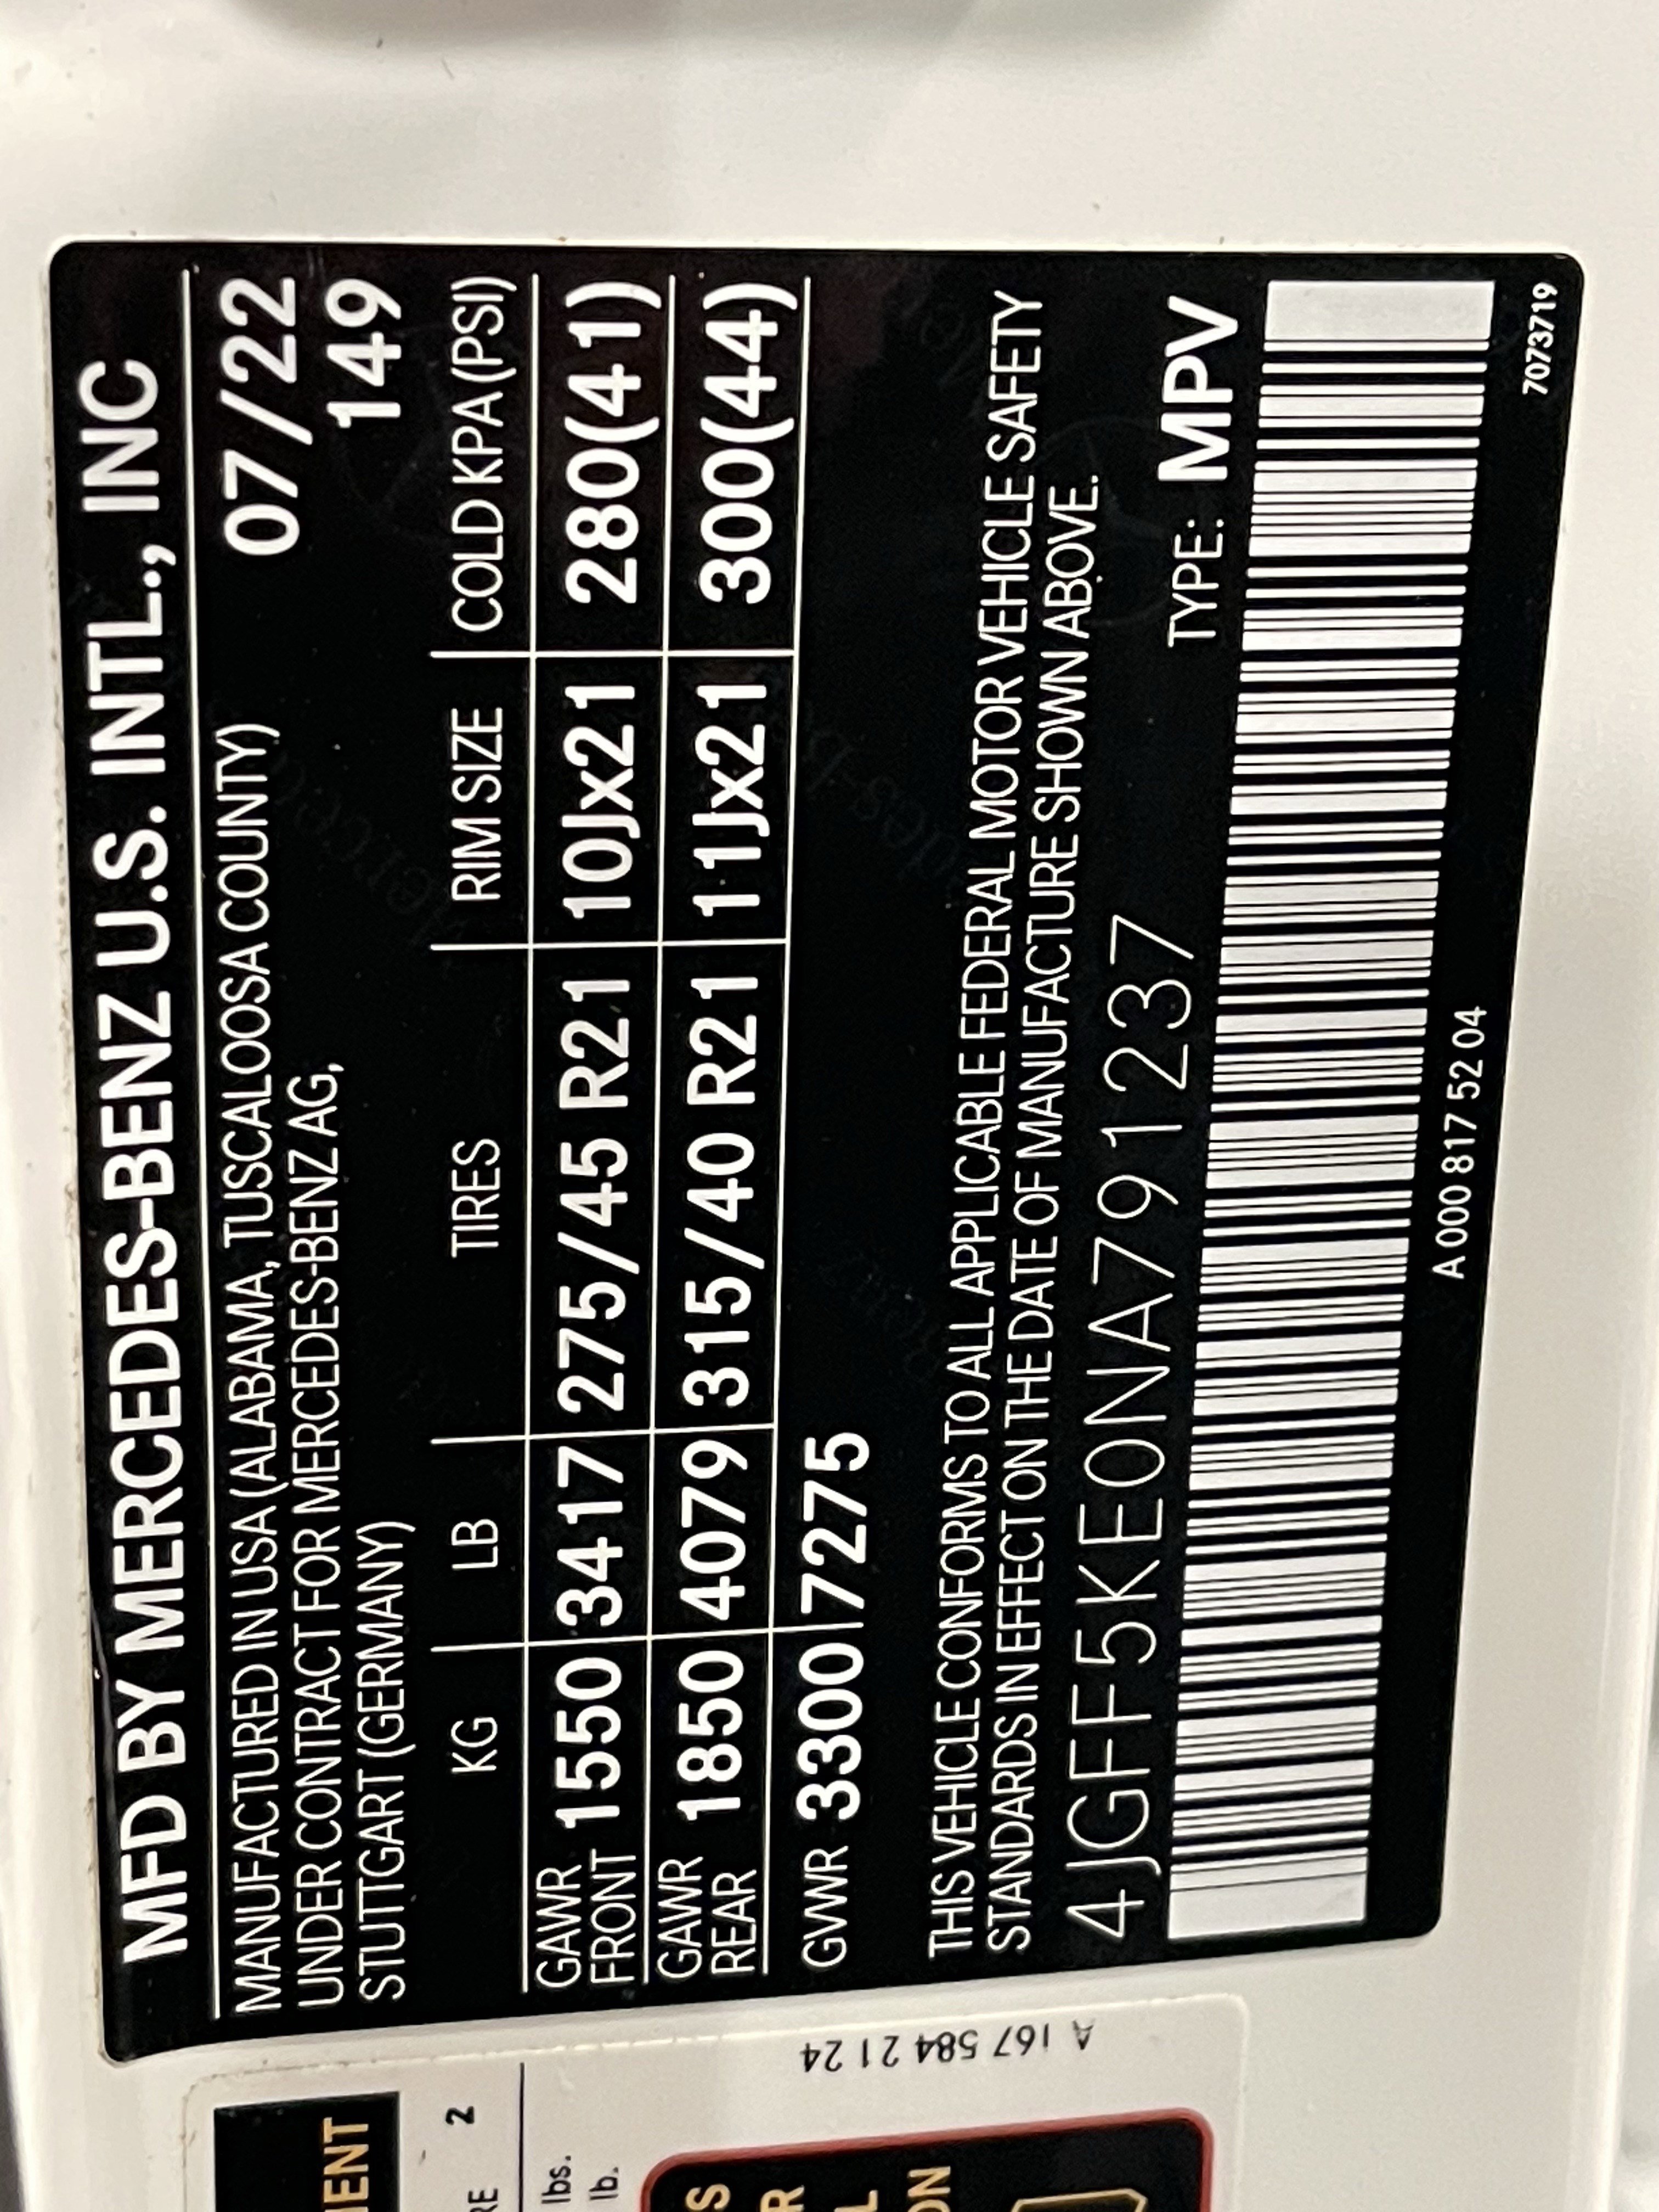 MFD BY MERCEDES-BENZ U.S. INTL., INC
MANUFACTURED IN USA (ALABAMA, TUSCALOOSA COUNTY) 07/22
UNDER CONTRACT FOR MERCEDES-BENZ AG, 149
STUTTGART (GERMANY)
KG LB TIRES RIM SIZE COLD KPA (PSI)
GAWR FRONT 1550 3417 275/45 R21 10Jx21 280(41)
GAWR REAR 1850 4079 315/40 R21 11Jx21 300(44)
GVWR 3300 7275
THIS VEHICLE CONFORMS TO ALL APPLICABLE FEDERAL MOTOR VEHICLE SAFETY
STANDARDS IN EFFECT ON THE DATE OF MANUFACTURE SHOWN ABOVE.
4JGFF5KE0NA791237 TYPE: MPV
A 000 817 52 04
7073719
A 167 584 21 24
2
lbs.
lb.